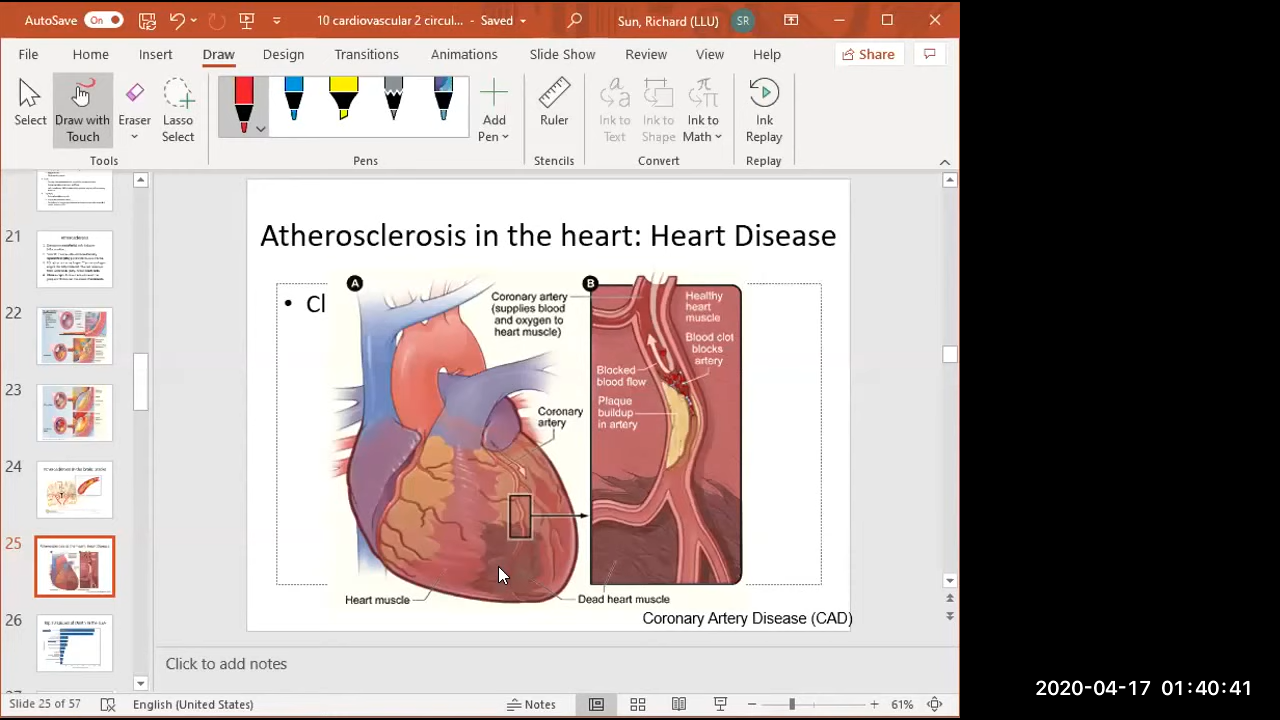 AutoSave On 10 cardiovascular 2 circul... - Saved Sun, Richard (LLU) SR
File Home Insert Draw Design Transitions Animations Slide Show Review View Help Share
Select
Draw with
Touch
Eraser
Lasso
Select
Add
Pen
Ruler
Ink to
Text
Ink to
Shape
Ink to
Math
Ink
Replay
Tools Pens Stencils Convert Replay
21
22
23
24
25
26
Atherosclerosis in the heart: Heart Disease
• Cl
A
Coronary artery
(supplies blood
and oxygen to
heart muscle)
Coronary
artery
Heart muscle
Dead heart muscle
B
Healthy
heart
muscle
Blood clot
blocks
artery
Blocked
blood flow
Plaque
buildup
in artery
Coronary Artery Disease (CAD)
Click to add notes
Slide 25 of 57 English (United States) Notes 61%
2020-04-17 01:40:41